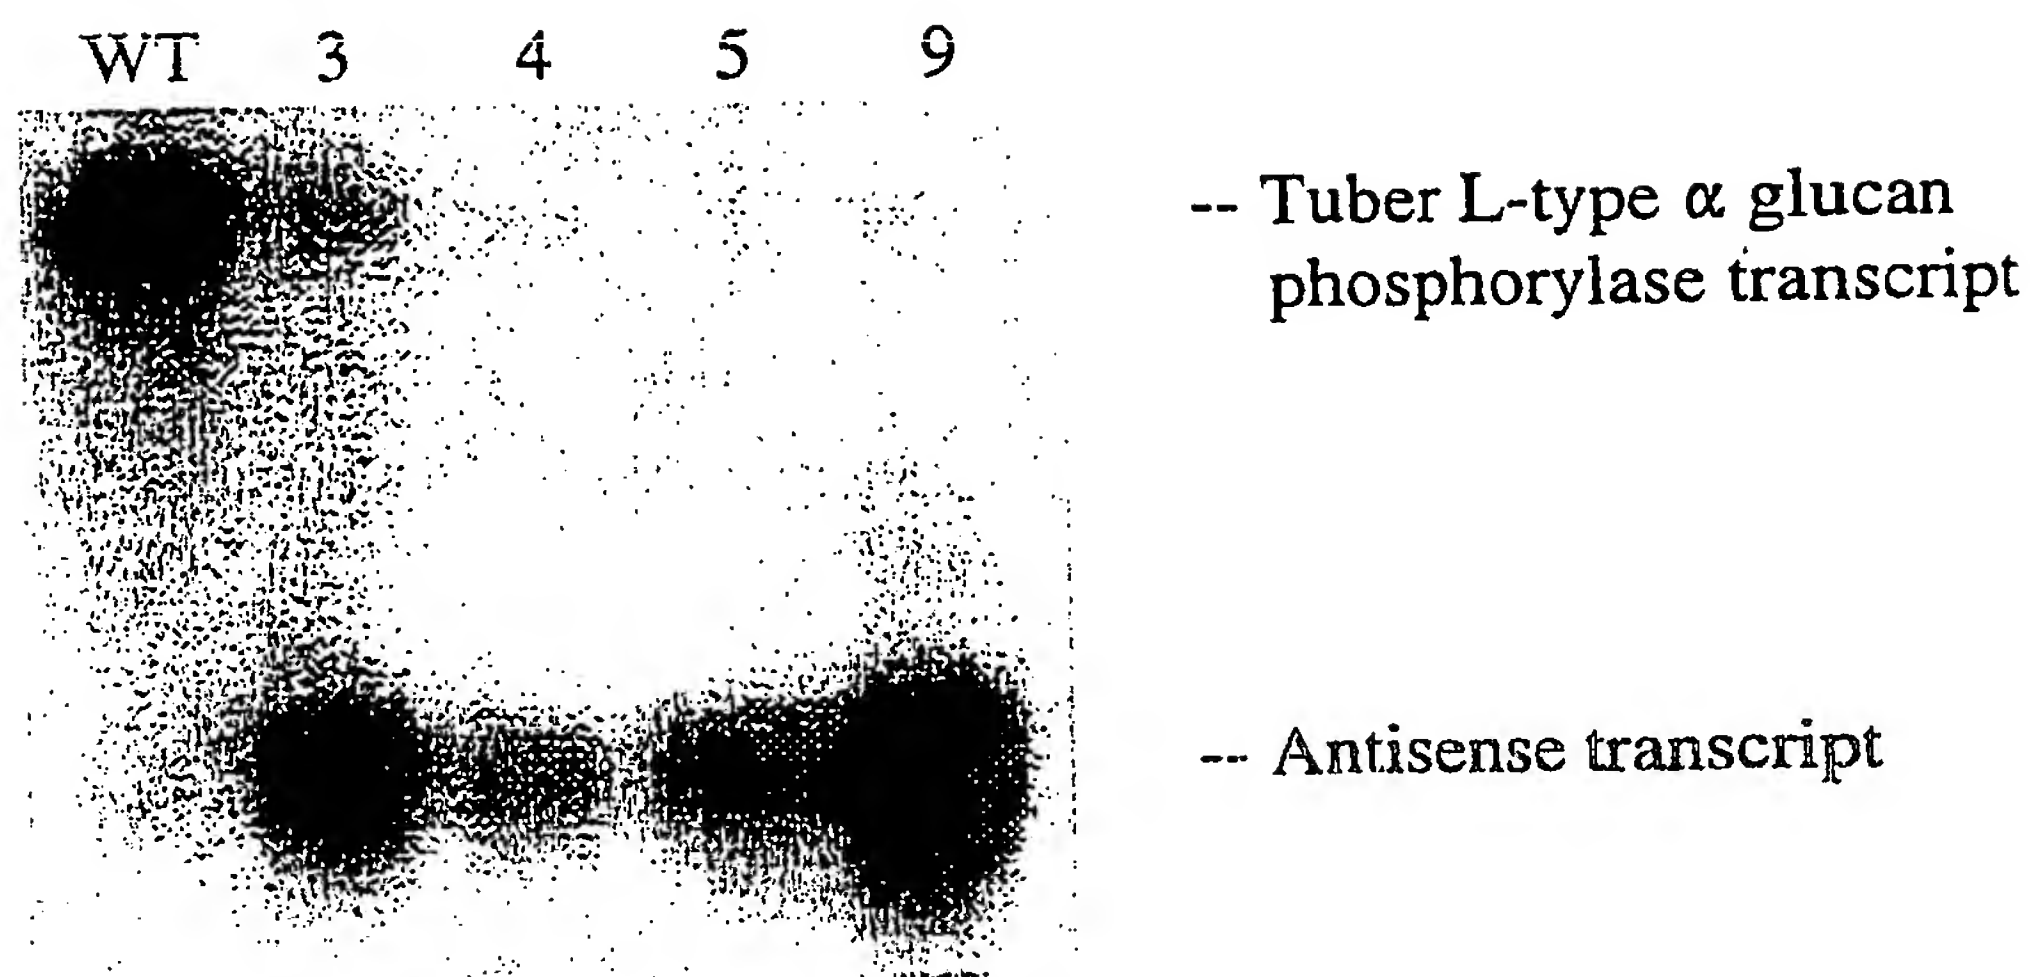 WT 3 4 5 9
-- Tuber L-type α glucan
phosphorylase transcript
-- Antisense transcript